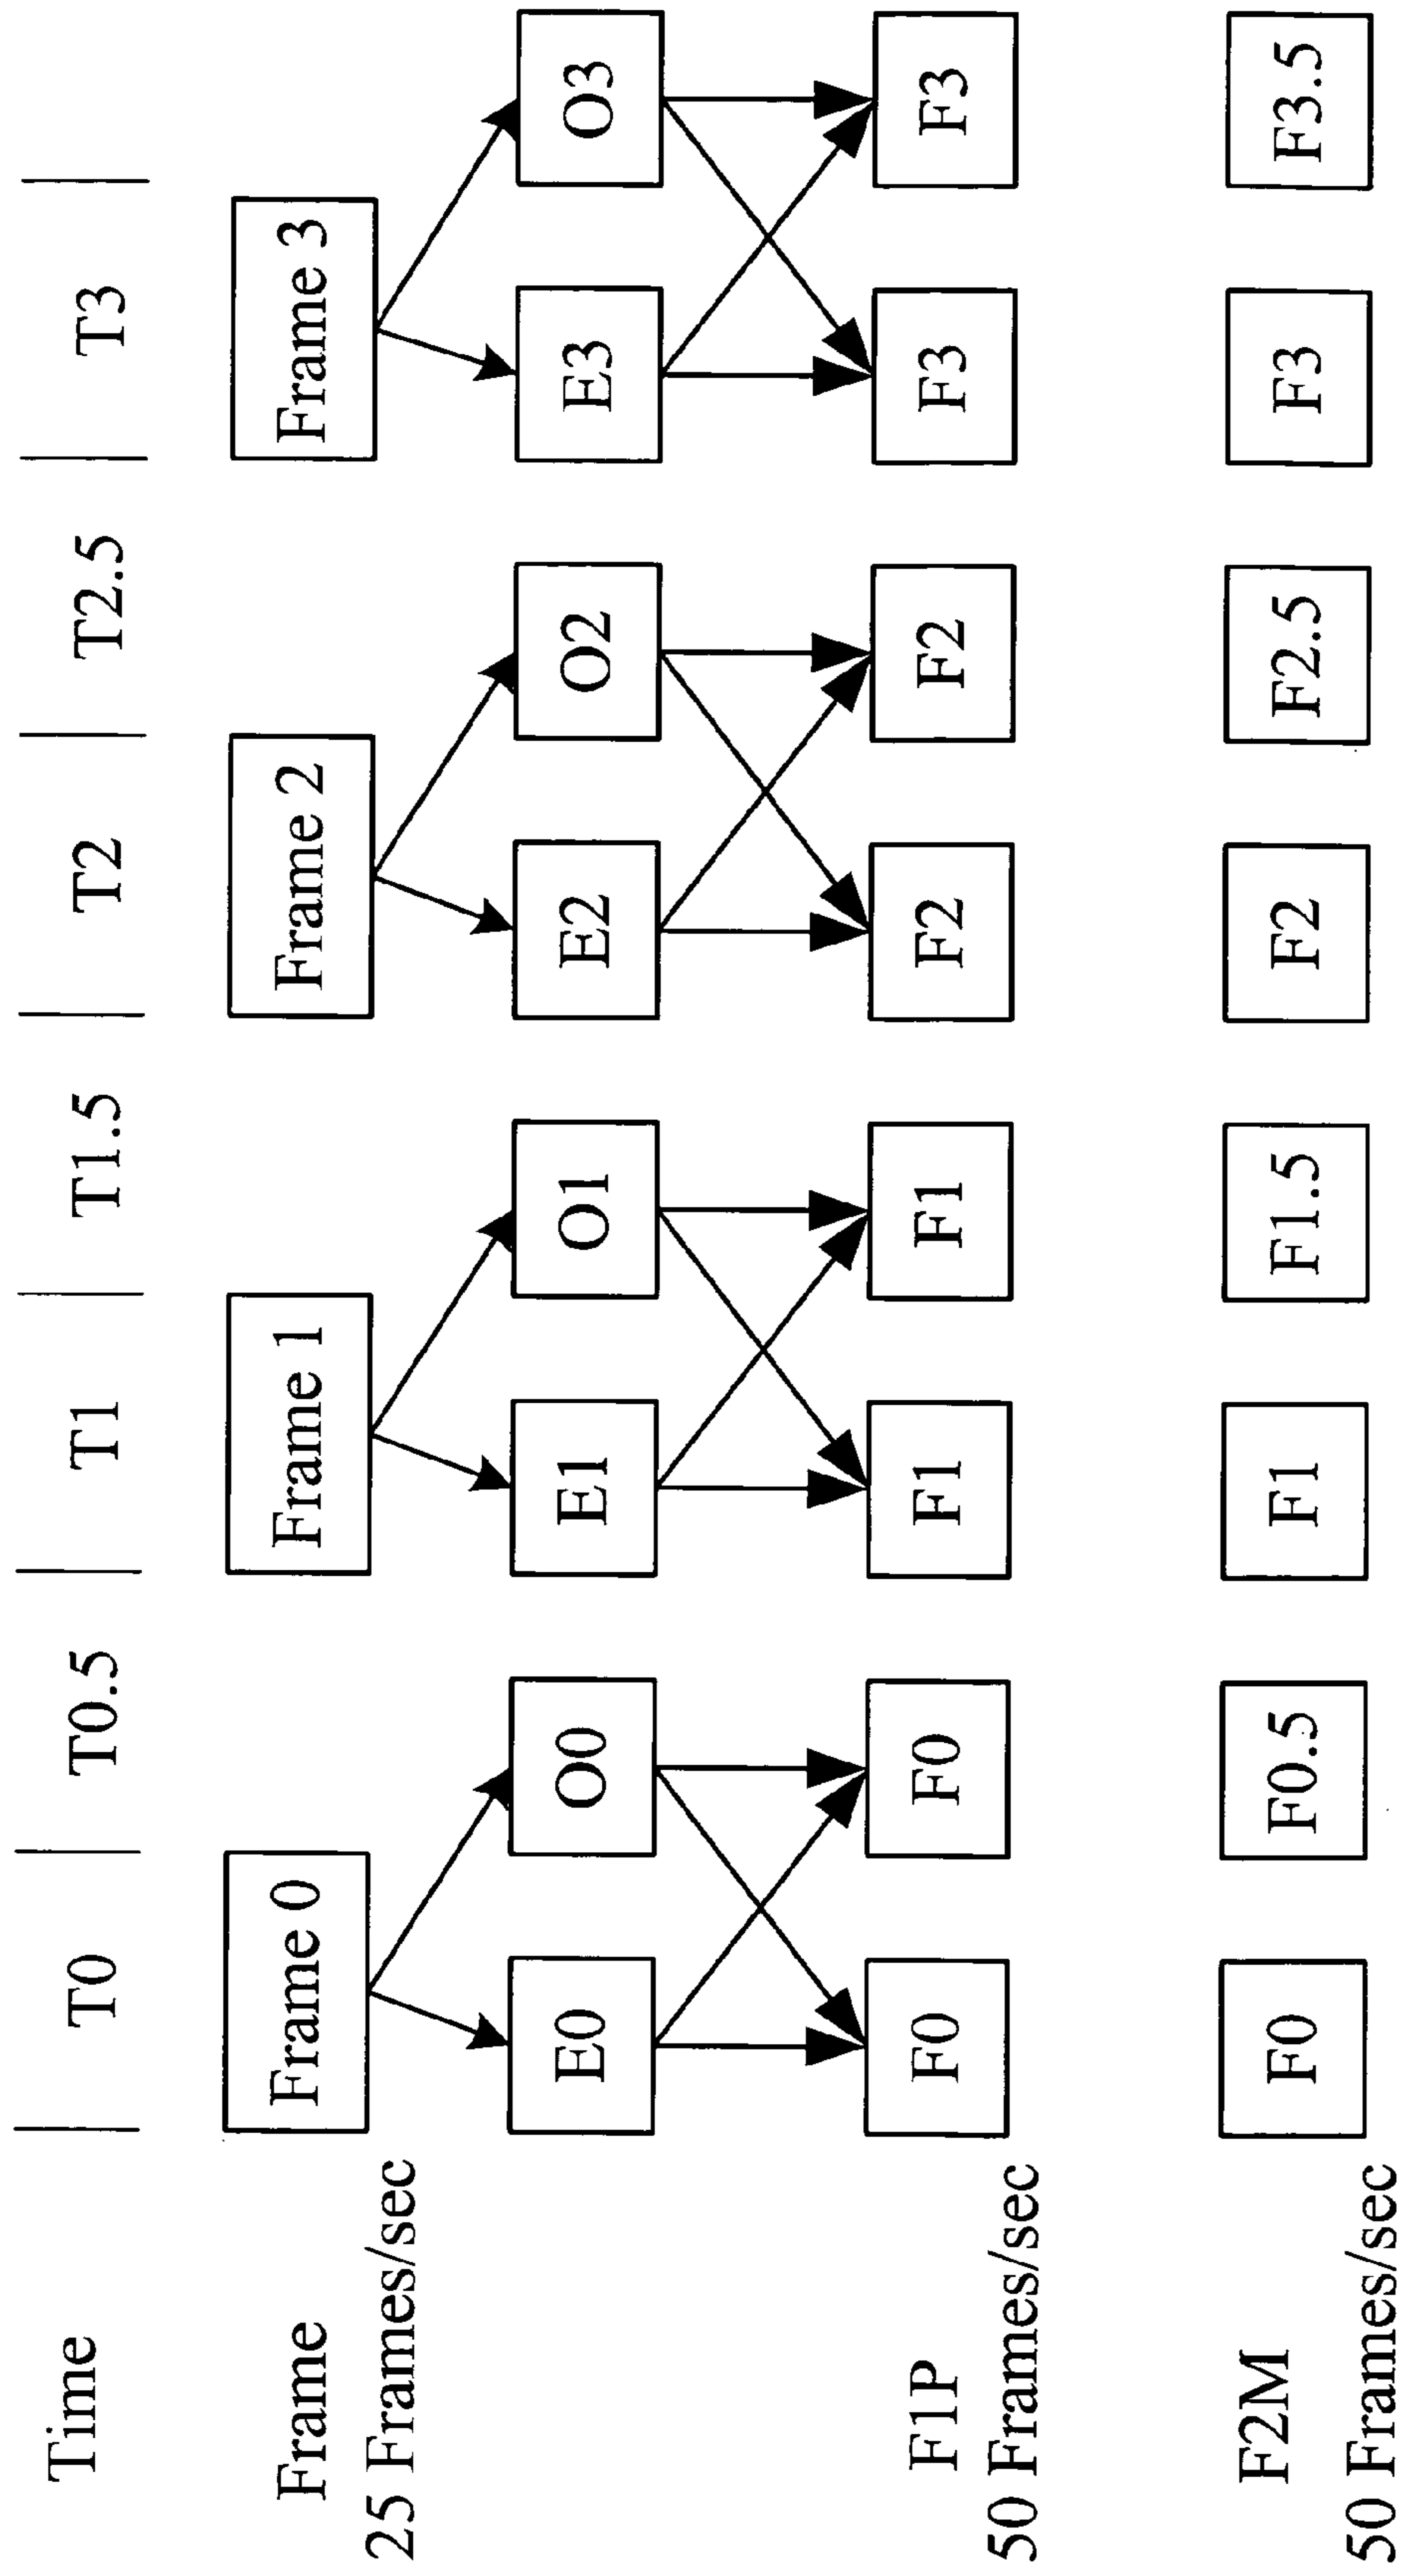 Time T0 T0.5 T1 T1.5 T2 T2.5 T3
Frame Frame 0 Frame 1 Frame 2 Frame 3
25 Frames/sec
E0 O0 E1 O1 E2 O2 E3 O3
F1P F0 F0 F1 F1 F2 F2 F3 F3
50 Frames/sec
F2M F0 F0.5 F1 F1.5 F2 F2.5 F3 F3.5
50 Frames/sec